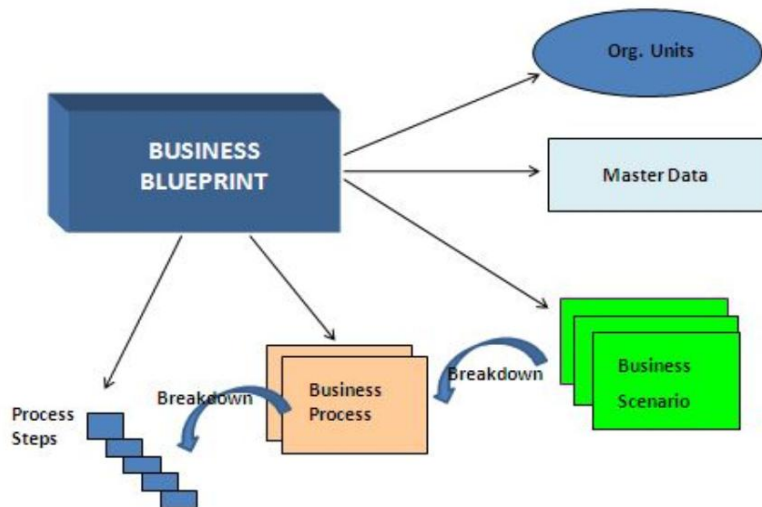 Org. Units
BUSINESS
BLUEPRINT
Master Data
Business
Scenario
Breakdown
Business
Process
Breakdown
Process
Steps